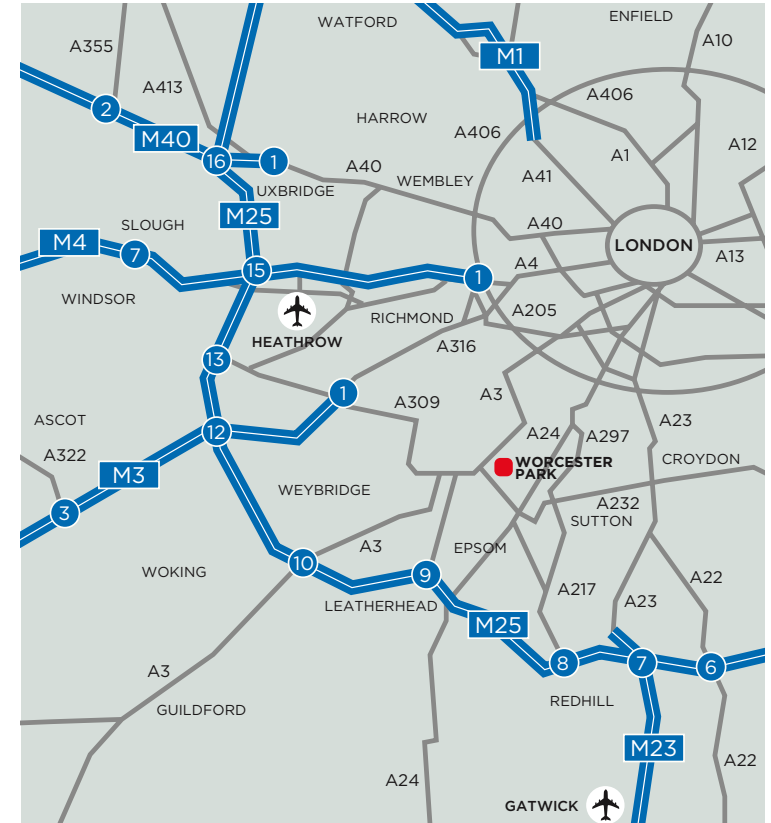 WATFORD
ENFIELD
A355
M1
A10
A413
2
A406
HARROW
M40
A406
A1
A12
16
1
A40
A41
WEMBLEY
UXBRIDGE
M25
SLOUGH
A40
M4
LONDON
7
15
1
A4
A13
WINDSOR
RICHMOND
A205
HEATHROW
A316
13
1
A3
A309
ASCOT
12
A24
A297
A23
A322
WORCESTER
PARK
CROYDON
M3
WEYBRIDGE
3
A232
SUTTON
A3
EPSOM
10
9
WOKING
A22
A217
A23
LEATHERHEAD
M25
8
7
6
A3
REDHILL
GUILDFORD
M23
A22
A24
GATWICK